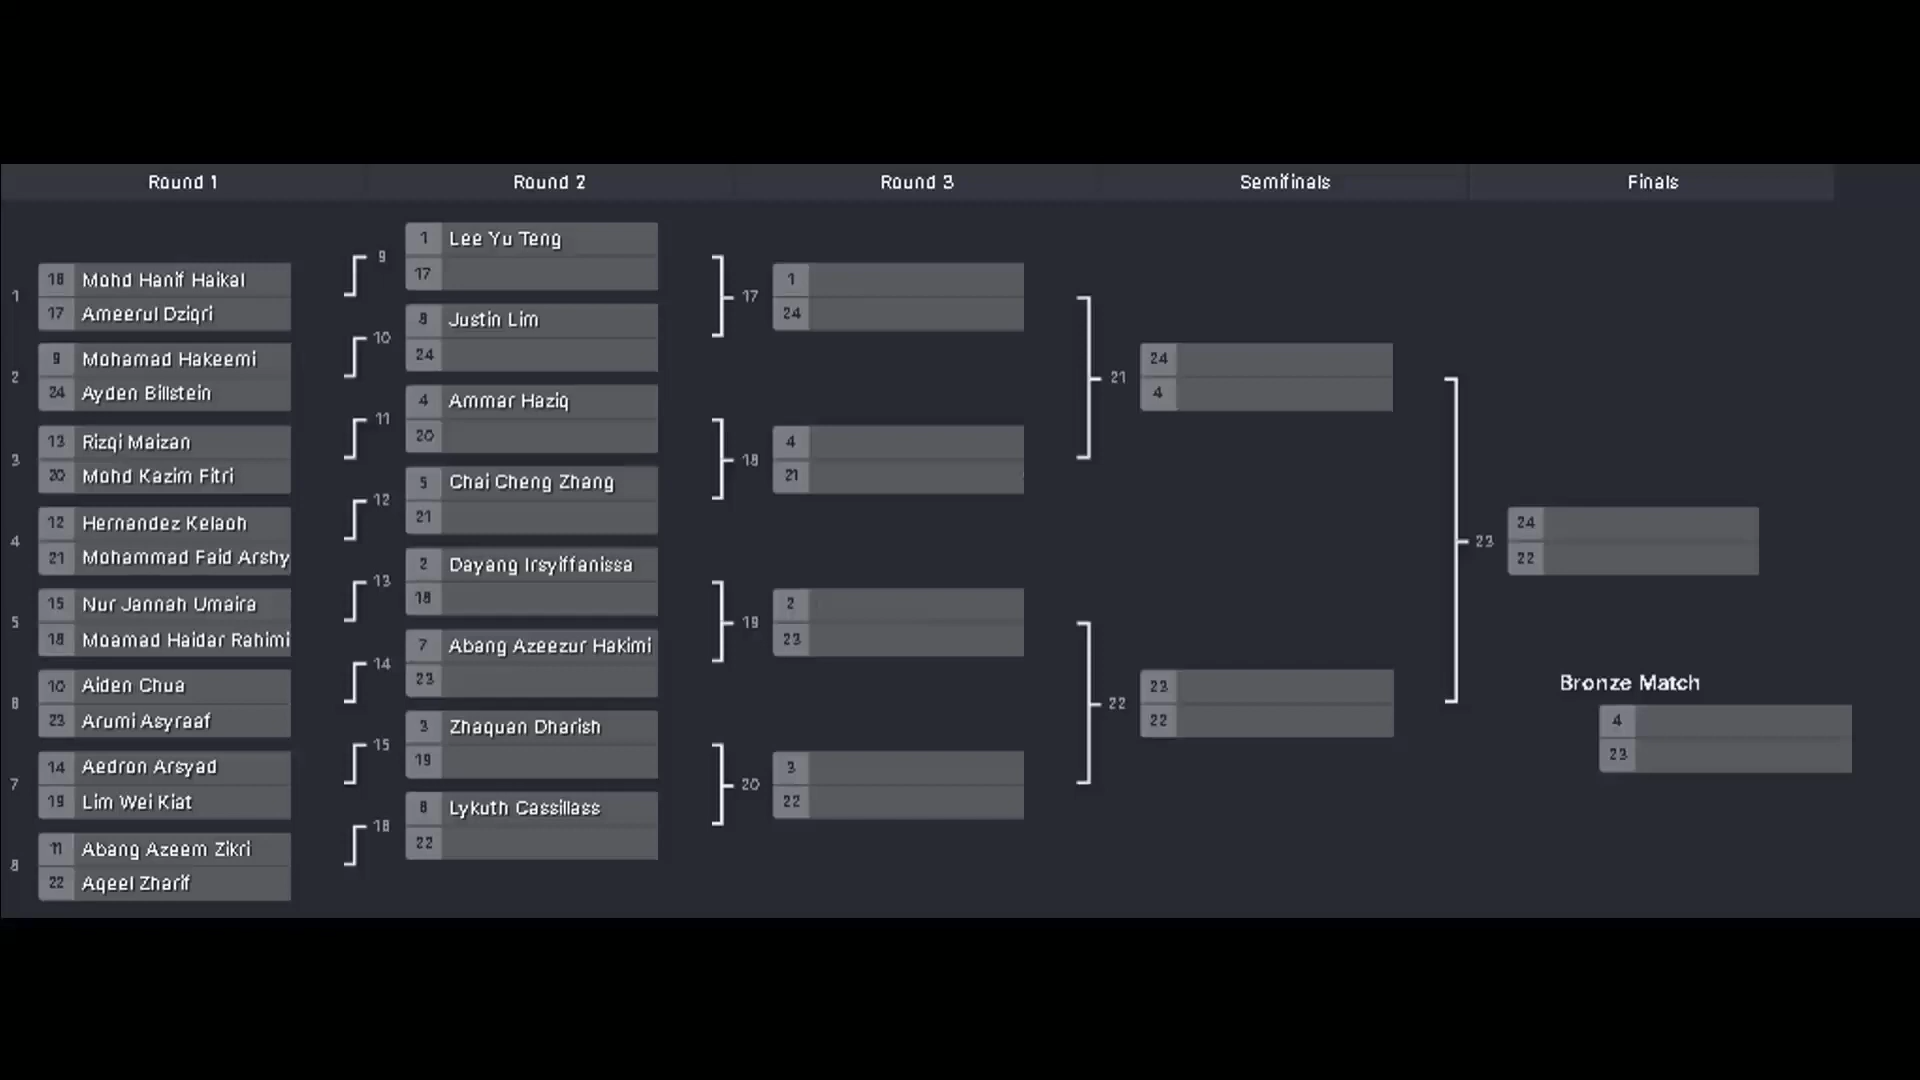 Round 1
Round 2
Round 3
Semifinals
Finals
1
16 Mohd Hanif Haikal
17 Ameerul Dziqri
2
9 Mohamad Hakeemi
24 Ayden Billstein
3
13 Rizqi Maizan
20 Mohd Kazim Fitri
4
12 Hernandez Kelaoh
21 Mohammad Faid Arshy
5
15 Nur Jannah Umaira
18 Moamad Haidar Rahimi
6
10 Aiden Chua
23 Arumi Asyraaf
7
14 Aedron Arsyad
19 Lim Wei Kiat
8
11 Abang Azeem Zikri
22 Aqeel Zharif
9
1 Lee Yu Teng
17
10
8 Justin Lim
24
11
4 Ammar Haziq
20
12
5 Chai Cheng Zhang
21
13
2 Dayang Irsyiffanissa
18
14
7 Abang Azeezur Hakimi
23
15
3 Zhaquan Dharish
19
16
6 Lykuth Cassillass
22
17
1
24
18
4
21
19
2
23
20
3
22
21
24
4
22
23
22
23
24
22
Bronze Match
4
23